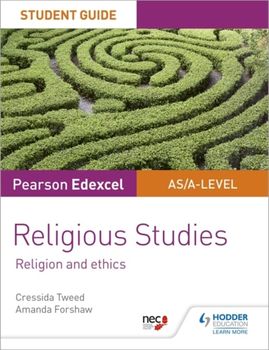 STUDENT GUIDE
Pearson Edexcel
AS/A-LEVEL
Religious Studies
Religion and ethics
Cressida Tweed
Amanda Forshaw
nec
HODDER
EDUCATION
LEARN MORE